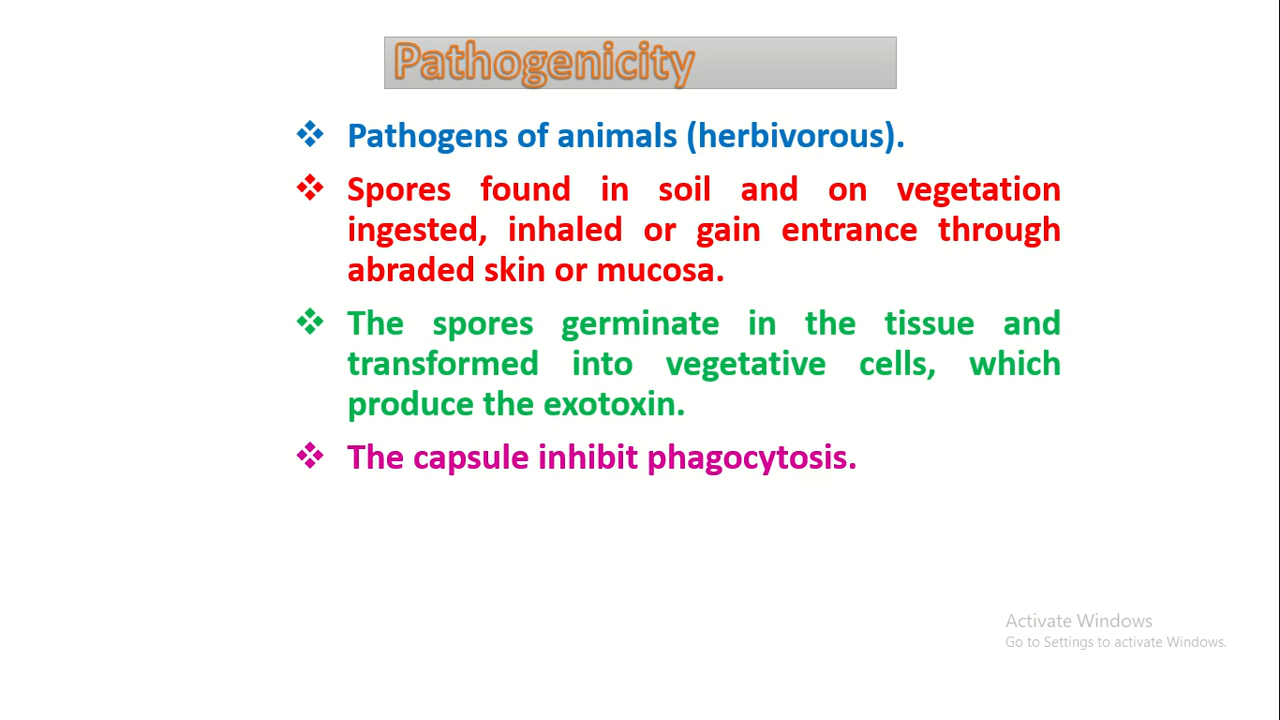 Pathogenicity
❖ Pathogens of animals (herbivorous).
❖ Spores found in soil and on vegetation
ingested, inhaled or gain entrance through
abraded skin or mucosa.
❖ The spores germinate in the tissue and
transformed into vegetative cells, which
produce the exotoxin.
❖ The capsule inhibit phagocytosis.
Activate Windows
Go to Settings to activate Windows.